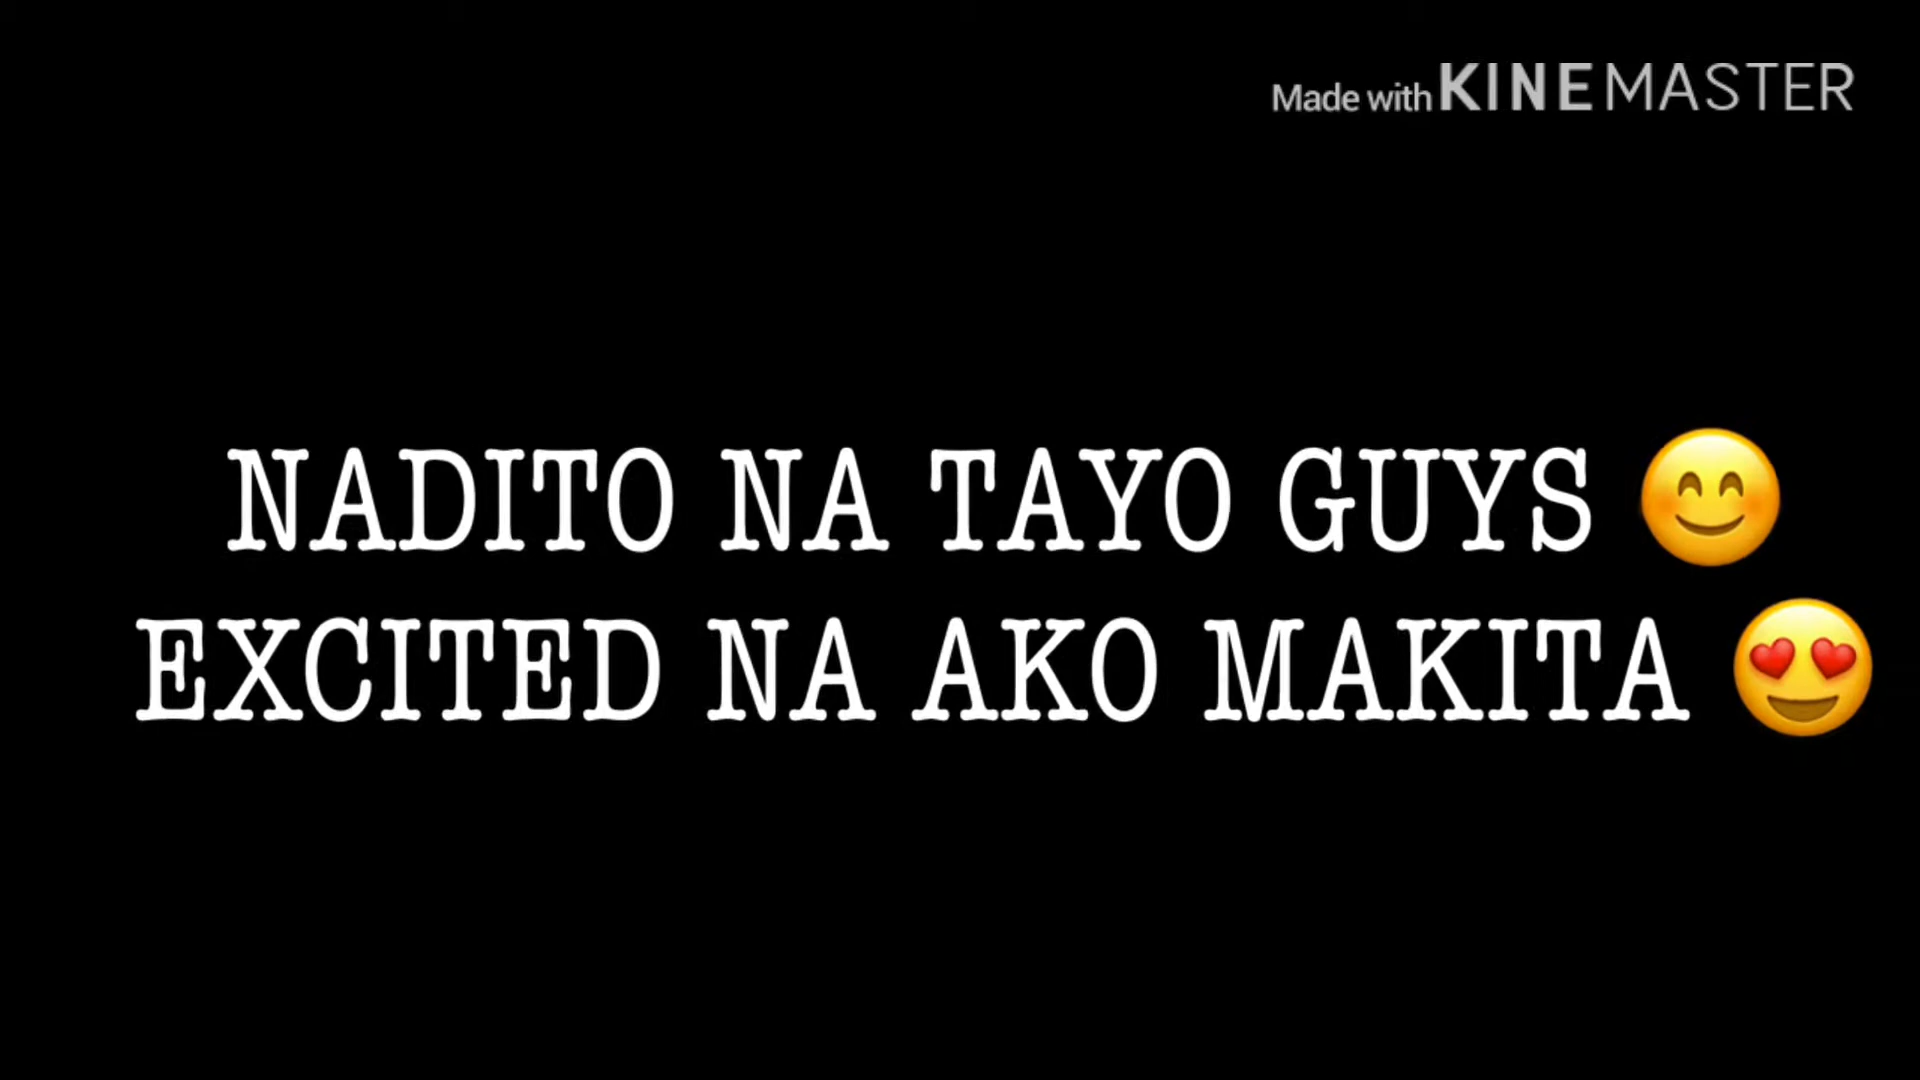 Made with KINEMASTER
NADITO NA TAYO GUYS 😊
EXCITED NA AKO MAKITA 😍